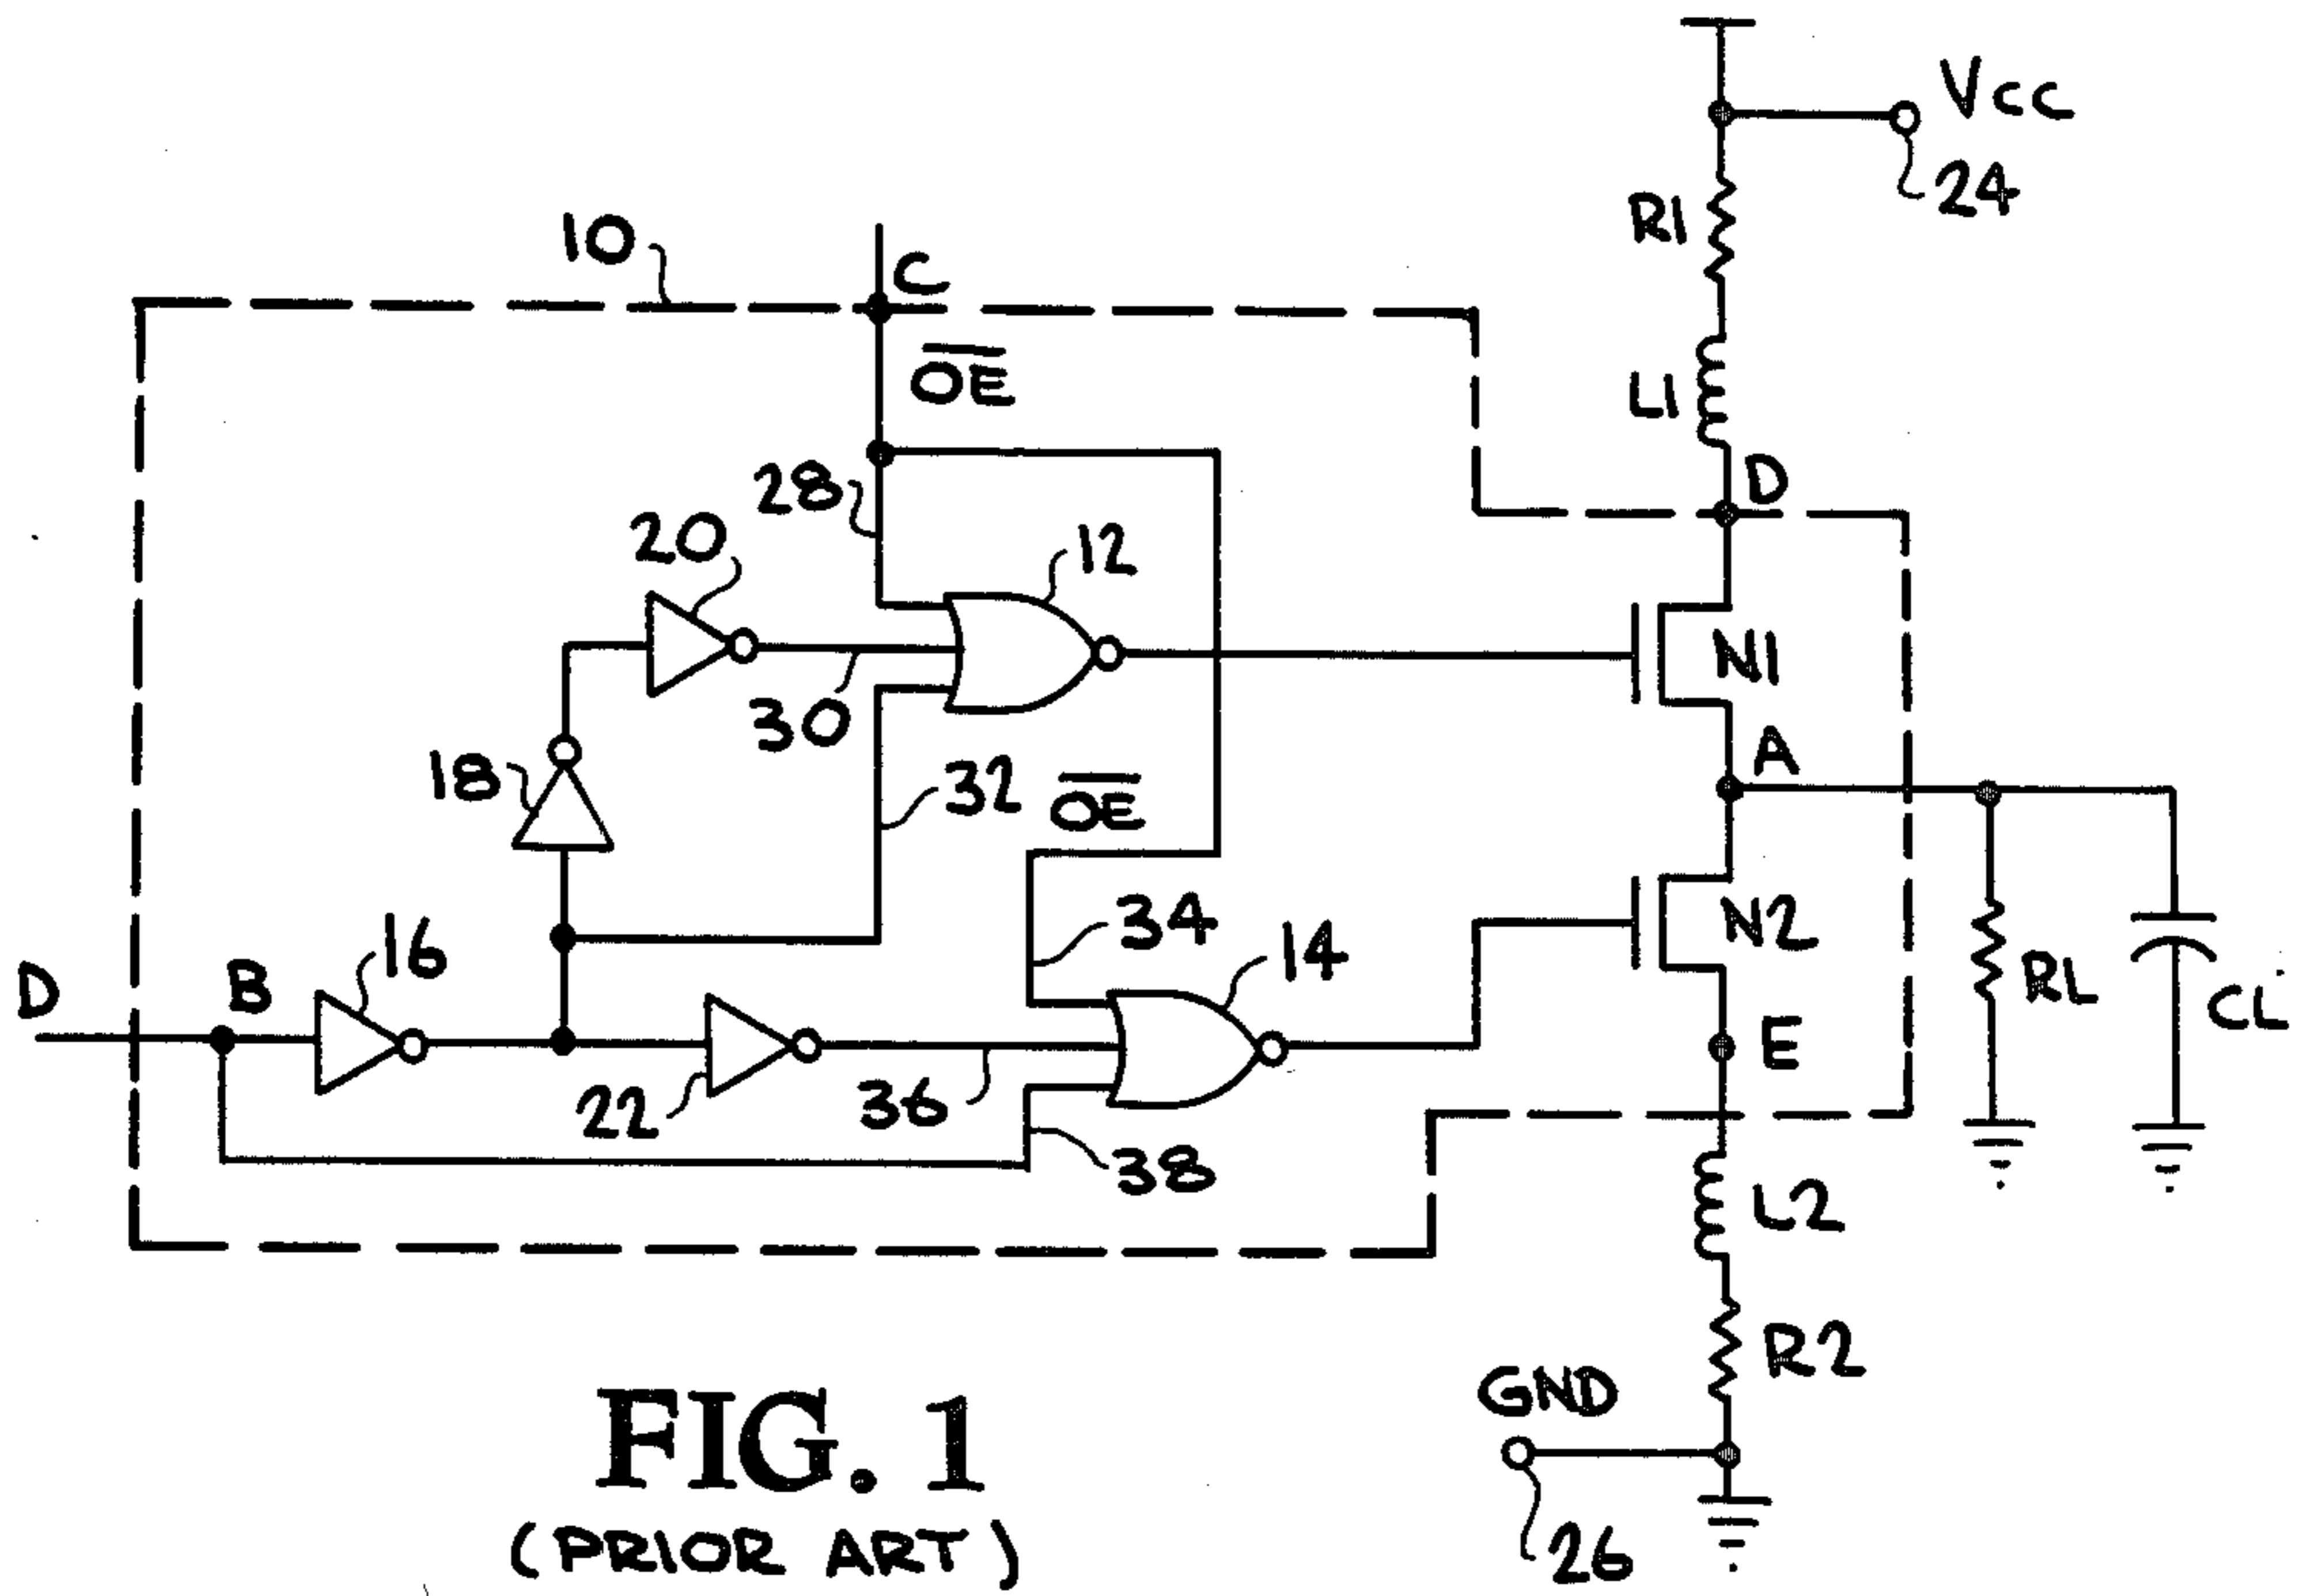 Vcc
24
R1
10
C
OE
L1
D
28
20
12
N1
30
A
18
32
OE
34
N2
14
16
D
B
RL
CL
E
22
36
38
L2
R2
GND
26
FIG. 1
(PRIOR ART)